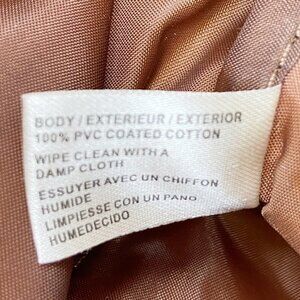 BODY / EXTERIEUR / EXTERIOR
100% PVC COATED COTTON
WIPE CLEAN WITH A
DAMP CLOTH
ESSUYER AVEC UN CHIFFON
HUMIDE
LIMPIESSE CON UN PANO
HUMEDECIDO